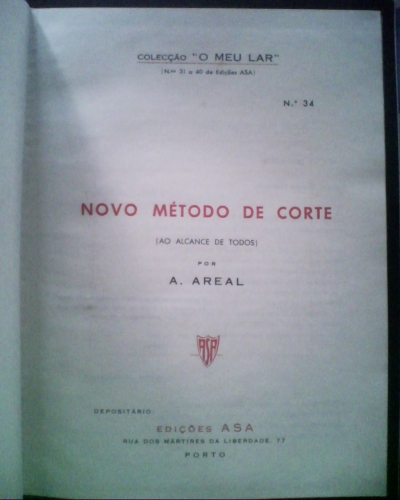 COLECÇÃO "O MEU LAR"
(N.os 31 a 40 de Edições ASA)
N.º 34
NOVO MÉTODO DE CORTE
(AO ALCANCE DE TODOS)
POR
A. AREAL
ASA
DEPOSITÁRIO:
EDIÇÕES ASA
RUA DOS MÁRTIRES DA LIBERDADE, 77
PORTO